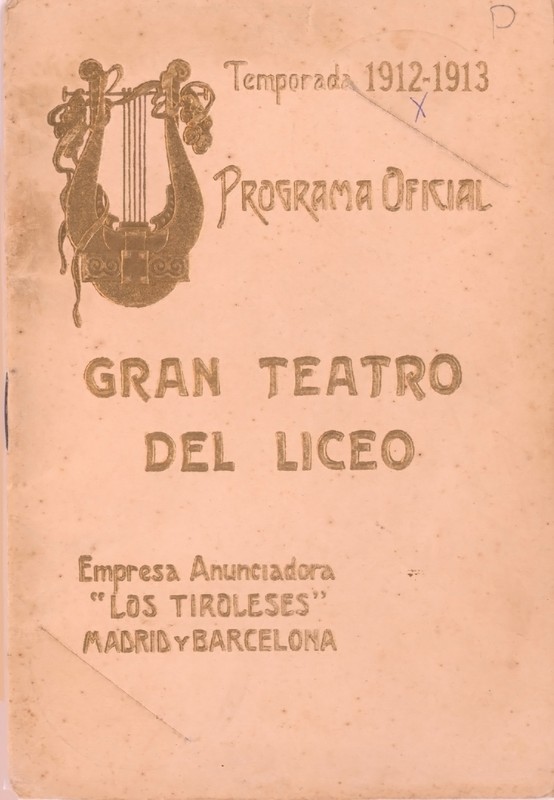 P
Temporada 1912-1913
x
PROGRAMA OFICIAL
GRAN TEATRO
DEL LICEO
Empresa Anunciadora
"LOS TIROLESES"
MADRID Y BARCELONA